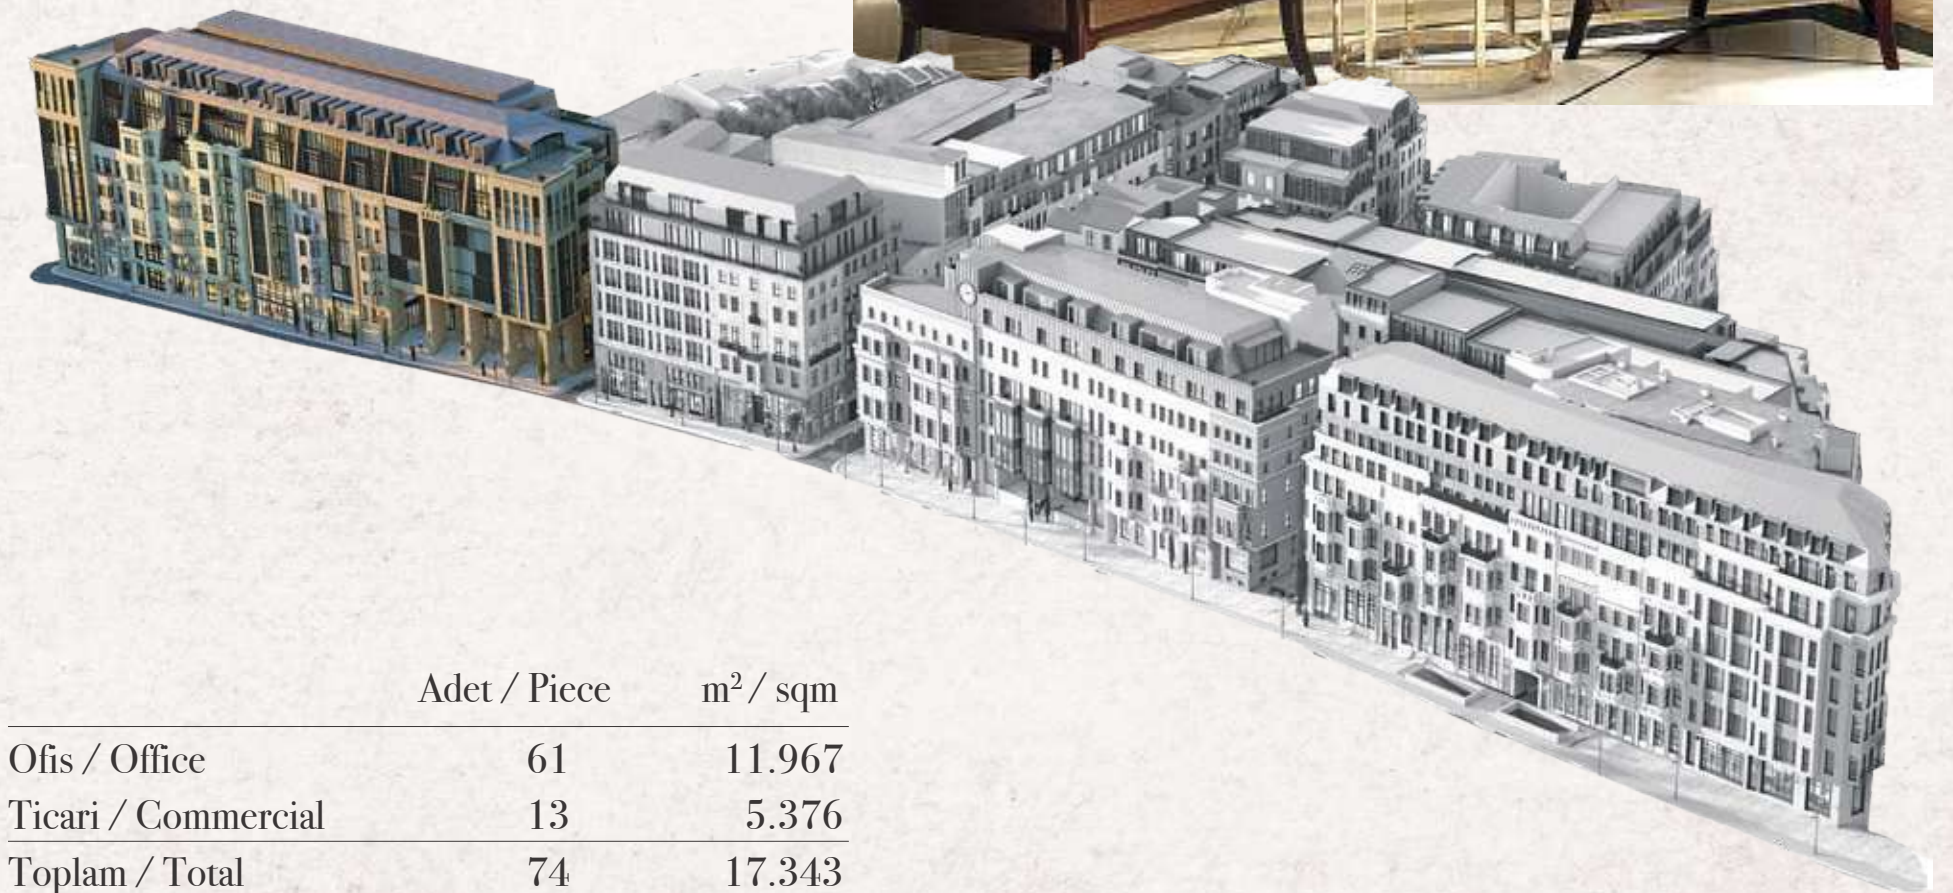 Adet / Piece m² / sqm
Ofis / Office 61 11.967
Ticari / Commercial 13 5.376
Toplam / Total 74 17.343